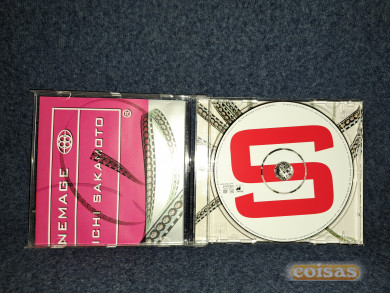 NEMAGE
ICHI SAKAMOTO
®
S
coisas